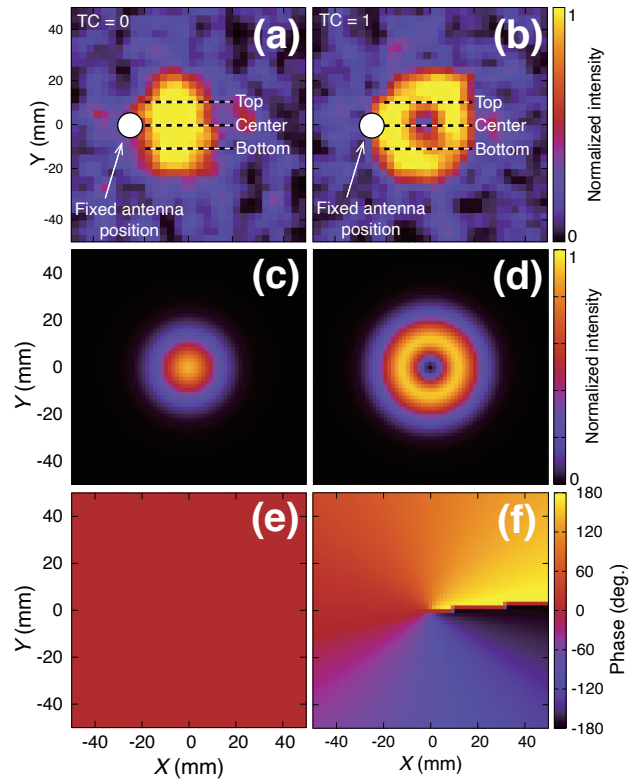 TC = 0
(a)
TC = 1
(b)
1
40
20
0
-20
-40
Y (mm)
Top
Center
Bottom
Fixed antenna
position
Top
Center
Bottom
Fixed antenna
position
Normalized intensity
0
(c)
(d)
1
40
20
0
-20
-40
Y (mm)
Normalized intensity
0
(e)
(f)
40
20
0
-20
-40
Y (mm)
180
120
60
0
-60
-120
-180
Phase (deg.)
-40 -20 0 20 40
X (mm)
-40 -20 0 20 40
X (mm)